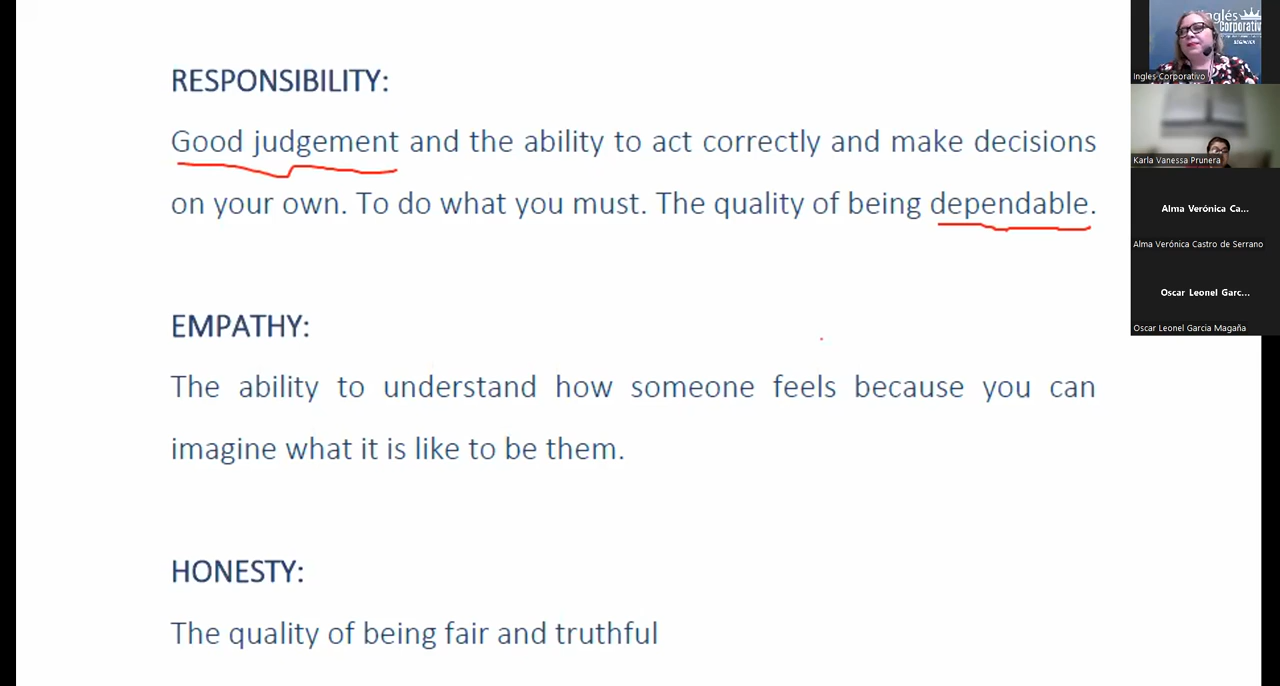 RESPONSIBILITY:
Good judgement and the ability to act correctly and make decisions
on your own. To do what you must. The quality of being dependable.
EMPATHY:
The ability to understand how someone feels because you can
imagine what it is like to be them.
HONESTY:
The quality of being fair and truthful
Inglés
Corporativo
Ingles Corporativo
Karla Vanessa Prunera
Alma Verónica Ca...
Alma Verónica Castro de Serrano
Oscar Leonel Garc...
Oscar Leonel Garcia Magaña